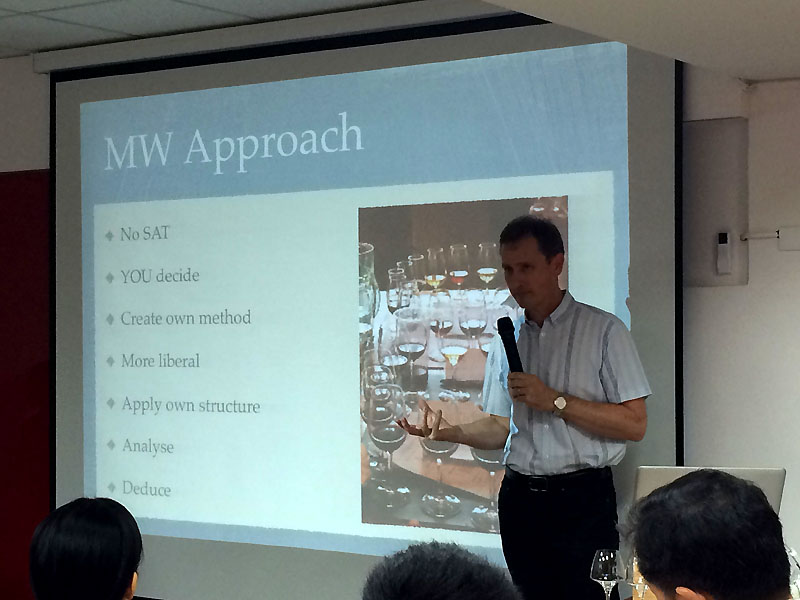 MW Approach
No SAT
YOU decide
Create own method
More liberal
Apply own structure
Analyse
Deduce